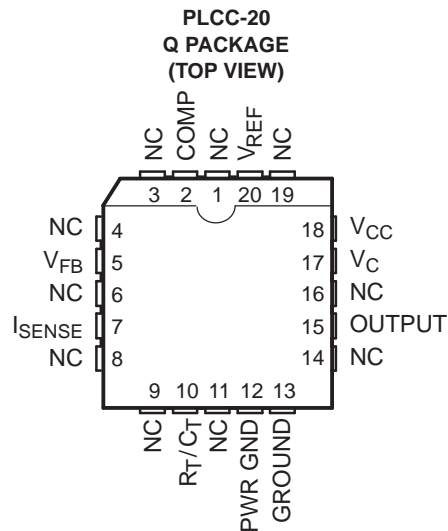 PLCC-20
Q PACKAGE
(TOP VIEW)
NC
COMP
NC
VREF
NC
3 2 1 20 19
NC 4
VFB 5
NC 6
ISENSE 7
NC 8
18 VCC
17 VC
16 NC
15 OUTPUT
14 NC
9 10 11 12 13
NC
RT/CT
NC
PWR GND
GROUND